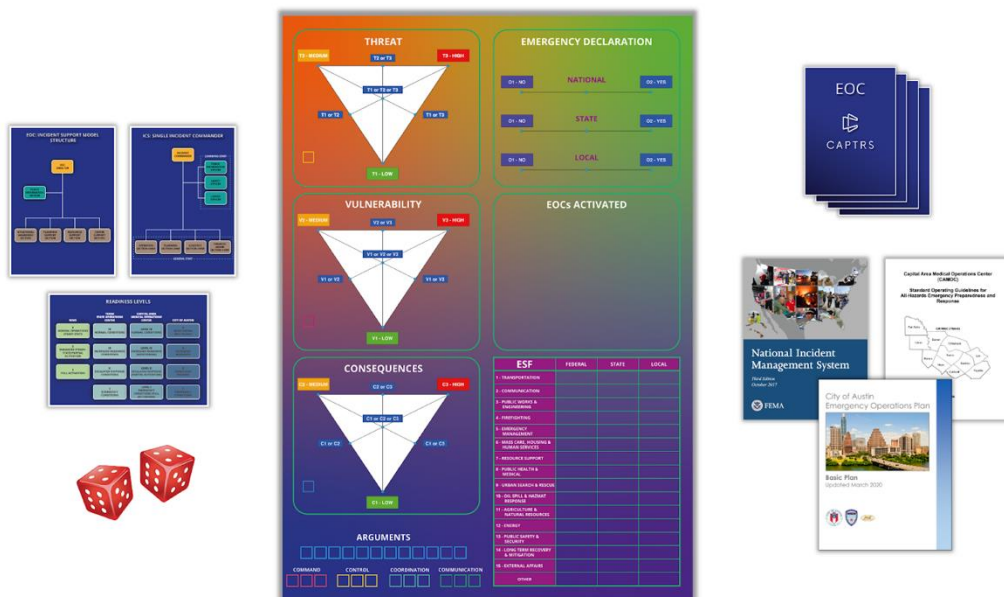 EOC: INCIDENT SUPPORT MODEL
STRUCTURE
ICS: SINGLE INCIDENT COMMANDER
READINESS LEVELS
THREAT
T2 - MEDIUM
T2 or T3
T3 - HIGH
T1 or T2 or T3
T1 or T2
T1 or T3
T1 - LOW
VULNERABILITY
V2 - MEDIUM
V2 or V3
V3 - HIGH
V1 or V2 or V3
V1 or V2
V1 or V3
V1 - LOW
CONSEQUENCES
C2 - MEDIUM
C2 or C3
C3 - HIGH
C1 or C2 or C3
C1 or C2
C1 or C3
C1 - LOW
ARGUMENTS
COMMAND
CONTROL
COORDINATION
COMMUNICATION
EMERGENCY DECLARATION
NATIONAL
D1 - NO
D2 - YES
STATE
D1 - NO
D2 - YES
LOCAL
D1 - NO
D2 - YES
EOCs ACTIVATED
ESF FEDERAL STATE LOCAL
1 - TRANSPORTATION
2 - COMMUNICATION
3 - PUBLIC WORKS &
ENGINEERING
4 - FIREFIGHTING
5 - EMERGENCY
MANAGEMENT
6 - MASS CARE, HOUSING &
HUMAN SERVICES
7 - RESOURCE SUPPORT
8 - PUBLIC HEALTH &
MEDICAL
9 - URBAN SEARCH & RESCUE
10 - OIL SPILL & HAZMAT
RESPONSE
11 - AGRICULTURE &
NATURAL RESOURCES
12 - ENERGY
13 - PUBLIC SAFETY &
SECURITY
14 - LONG TERM RECOVERY
& MITIGATION
15 - EXTERNAL AFFAIRS
OTHER
EOC
CAPTRS
National Incident
Management System
Third Edition
October 2017
FEMA
Capital Area Medical Operations Center
(CAMOC)
Standard Operating Guidelines for
All-Hazards Emergency Preparedness and
Response
City of Austin
Emergency Operations Plan
Basic Plan
Updated March 2020